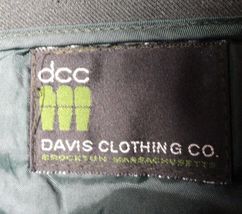 dcc
DAVIS CLOTHING CO.
BROCKTON MASSACHUSETTS